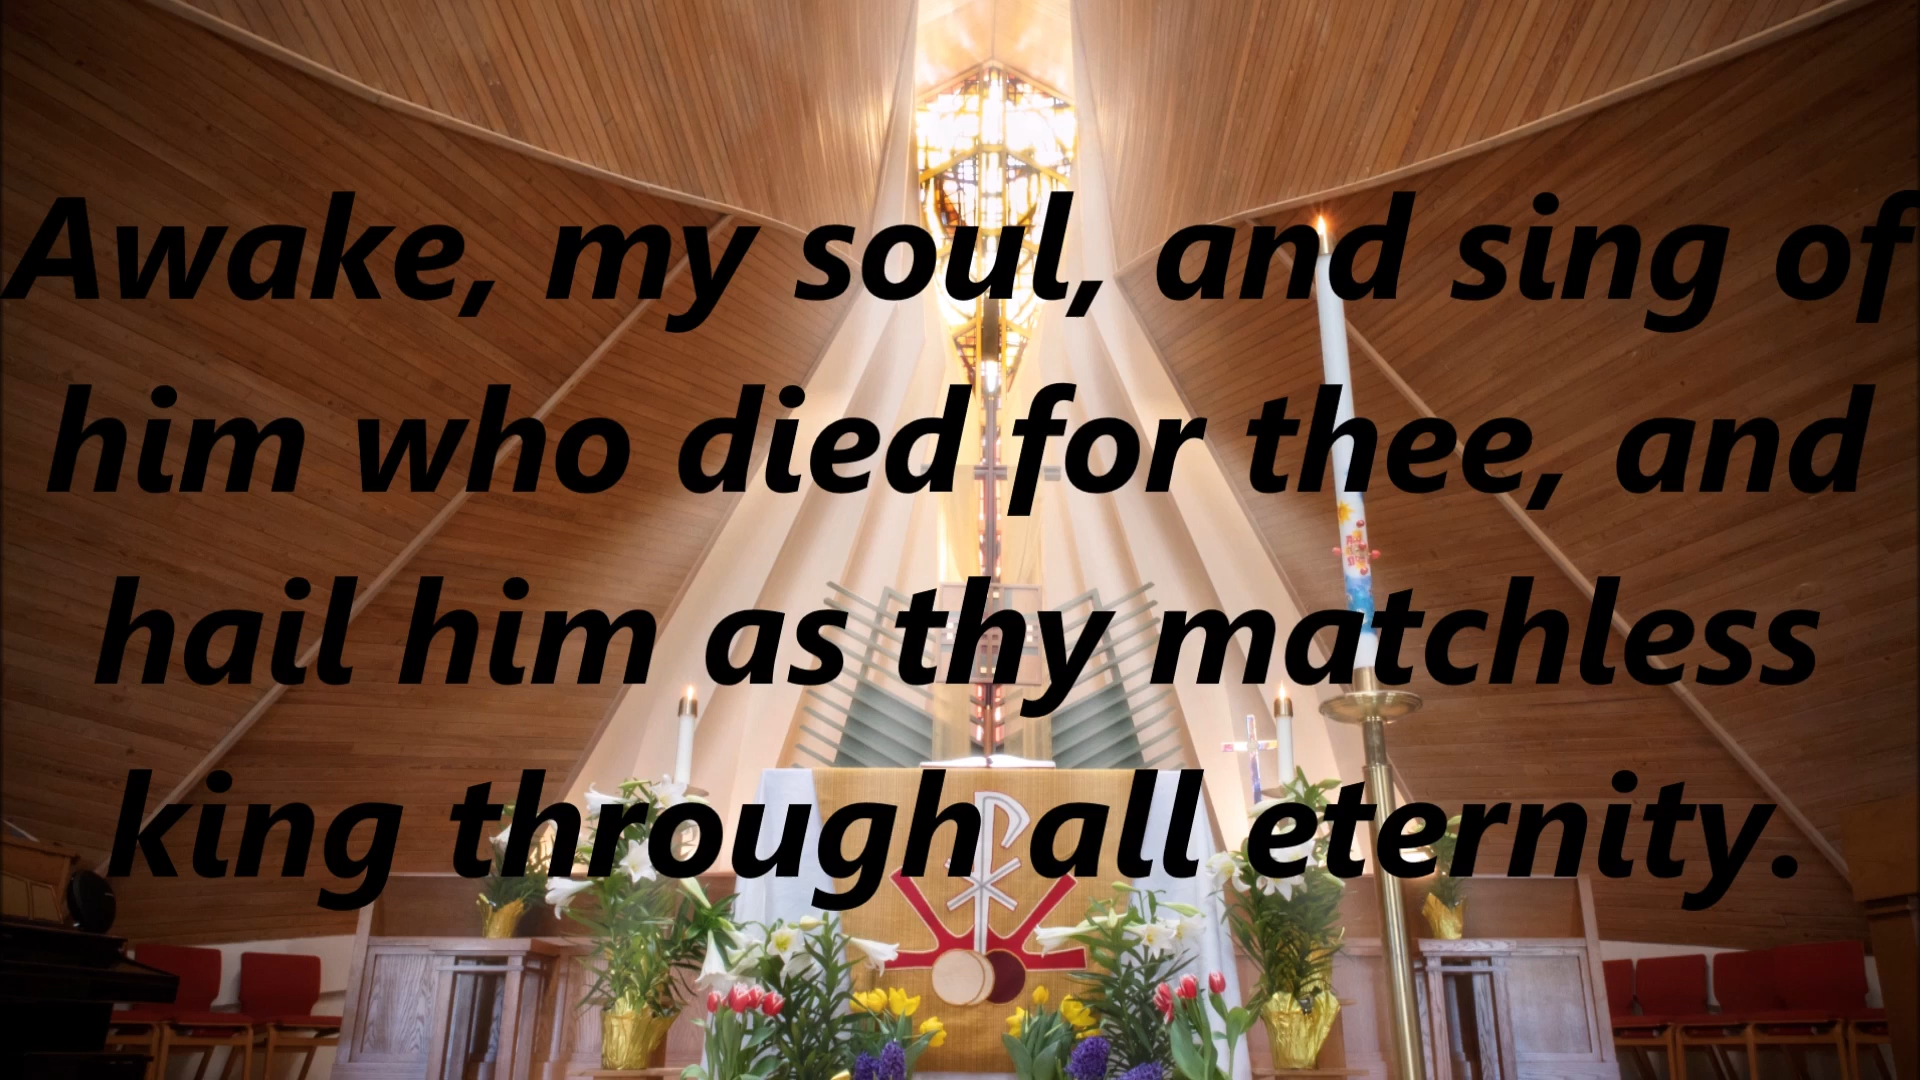 Awake, my soul, and sing of
him who died for thee, and
hail him as thy matchless
king through all eternity.